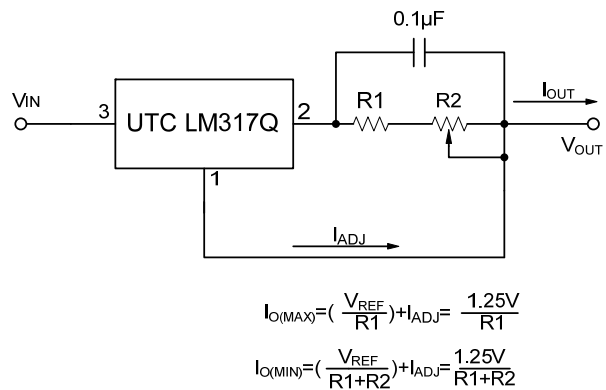 0.1μF
VIN
3
UTC LM317Q
2
R1
R2
IOUT
VOUT
1
IADJ
IO(MAX)=( VREF/R1 )+IADJ= 1.25V/R1
IO(MIN)=( VREF/R1+R2 )+IADJ= 1.25V/R1+R2